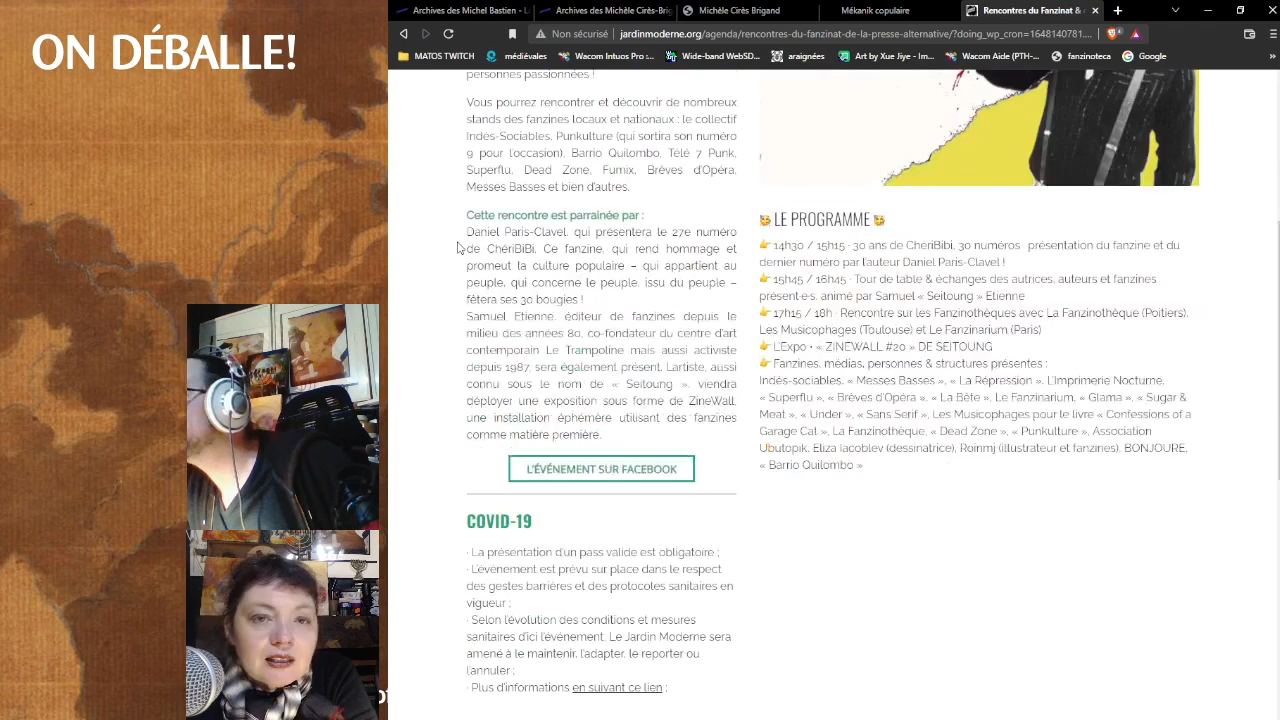 ON DÉBALLE!
Archives des Michel Bastien - L
Archives des Michèle Cirès-Brig
Michèle Cirès Brigand
Mékanik copulaire
Rencontres du Fanzinat &
Non sécurisé
jardinmoderne.org/agenda/rencontres-du-fanzinat-de-la-presse-alternative/?doing_wp_cron=1648140781....
MATOS TWITCH
médiévales
Wacom Intuos Pro :...
Wide-band WebSD...
araignées
Art by Xue Jiye - Im...
Wacom Aide (PTH-...
fanzinoteca
Google
personnes passionnées !
Vous pourrez rencontrer et découvrir de nombreux
stands des fanzines locaux et nationaux : le collectif
Indés-Sociables, Punkulture (qui sortira son numéro
9 pour l'occasion), Barrio Quilombo, Télé 7 Punk,
Superflu, Dead Zone, Fumix, Brèves d'Opéra,
Messes Basses et bien d'autres.
Cette rencontre est parrainée par :
Daniel Paris-Clavel, qui présentera le 27e numéro
de ChériBiBi. Ce fanzine, qui rend hommage et
promeut la culture populaire – qui appartient au
peuple, qui concerne le peuple, issu du peuple –
fêtera ses 30 bougies !
Samuel Etienne, éditeur de fanzines depuis le
milieu des années 80, co-fondateur du centre d'art
contemporain Le Trampoline mais aussi activiste
depuis 1987, sera également présent. L'artiste, aussi
connu sous le nom de « Seitoung », viendra
déployer une exposition sous forme de ZineWall,
une installation éphémère utilisant des fanzines
comme matière première.
L'ÉVÉNEMENT SUR FACEBOOK
COVID-19
· La présentation d'un pass valide est obligatoire ;
· L'événement est prévu sur place dans le respect
des gestes barrières et des protocoles sanitaires en
vigueur ;
· Selon l'évolution des conditions et mesures
sanitaires d'ici l'événement, Le Jardin Moderne sera
amené à le maintenir, l'adapter, le reporter ou
l'annuler ;
· Plus d'informations en suivant ce lien ;
LE PROGRAMME
14h30 / 15h15 · 30 ans de ChériBibi, 30 numéros présentation du fanzine et du
dernier numéro par l'auteur Daniel Paris-Clavel !
15h45 / 16h45 · Tour de table & échanges des autrices, auteurs et fanzines
présent·e·s, animé par Samuel « Seitoung » Etienne
17h15 / 18h · Rencontre sur les Fanzinothèques avec La Fanzinothèque (Poitiers),
Les Musicophages (Toulouse) et Le Fanzinarium (Paris)
L'Expo • « ZINEWALL #20 » DE SEITOUNG
Fanzines, médias, personnes & structures présentes :
Indés-sociables, « Messes Basses », « La Répression », L'Imprimerie Nocturne,
« Superflu », « Brèves d'Opéra », « La Bête », Le Fanzinarium, « Glama », « Sugar &
Meat », « Under », « Sans Serif », Les Musicophages pour le livre « Confessions of a
Garage Cat », La Fanzinothèque, « Dead Zone », « Punkulture », Association
Ubutopik, Eliza Iacoblev (dessinatrice), Roinmj (illustrateur et fanzines), BONJOURE,
« Barrio Quilombo »